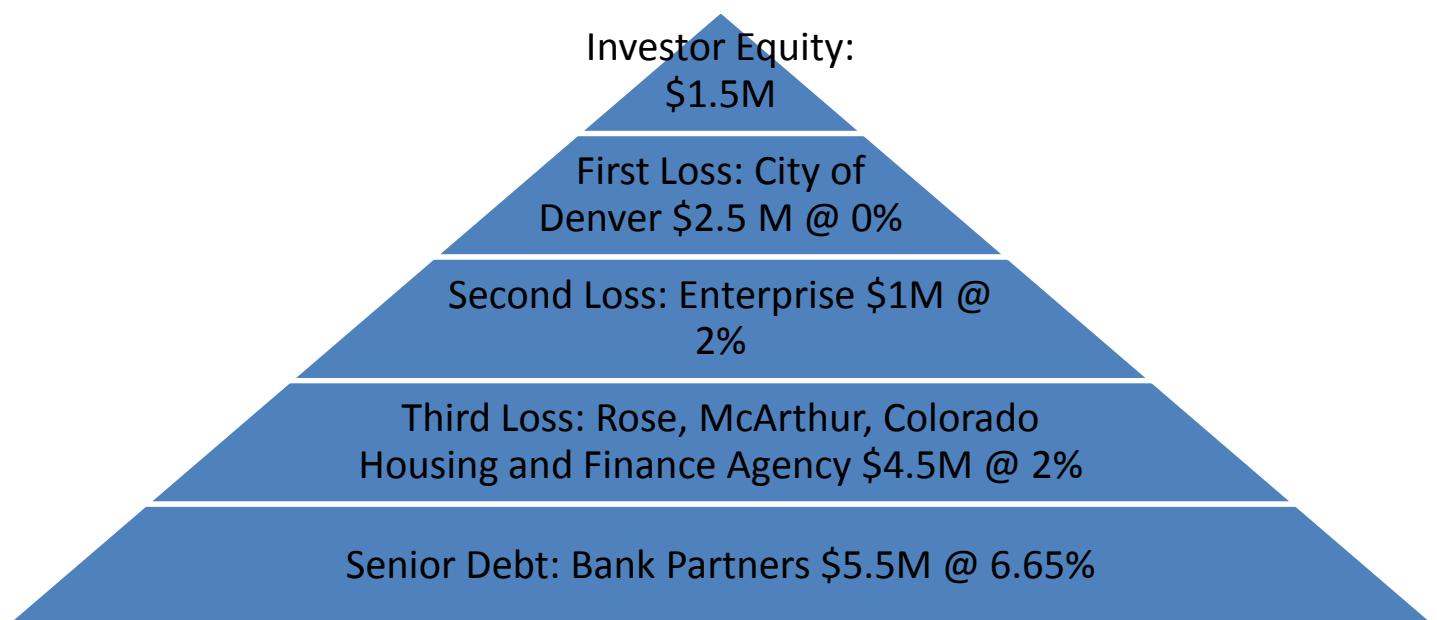 Investor Equity:
$1.5M
First Loss: City of
Denver $2.5 M @ 0%
Second Loss: Enterprise $1M @
2%
Third Loss: Rose, McArthur, Colorado
Housing and Finance Agency $4.5M @ 2%
Senior Debt: Bank Partners $5.5M @ 6.65%